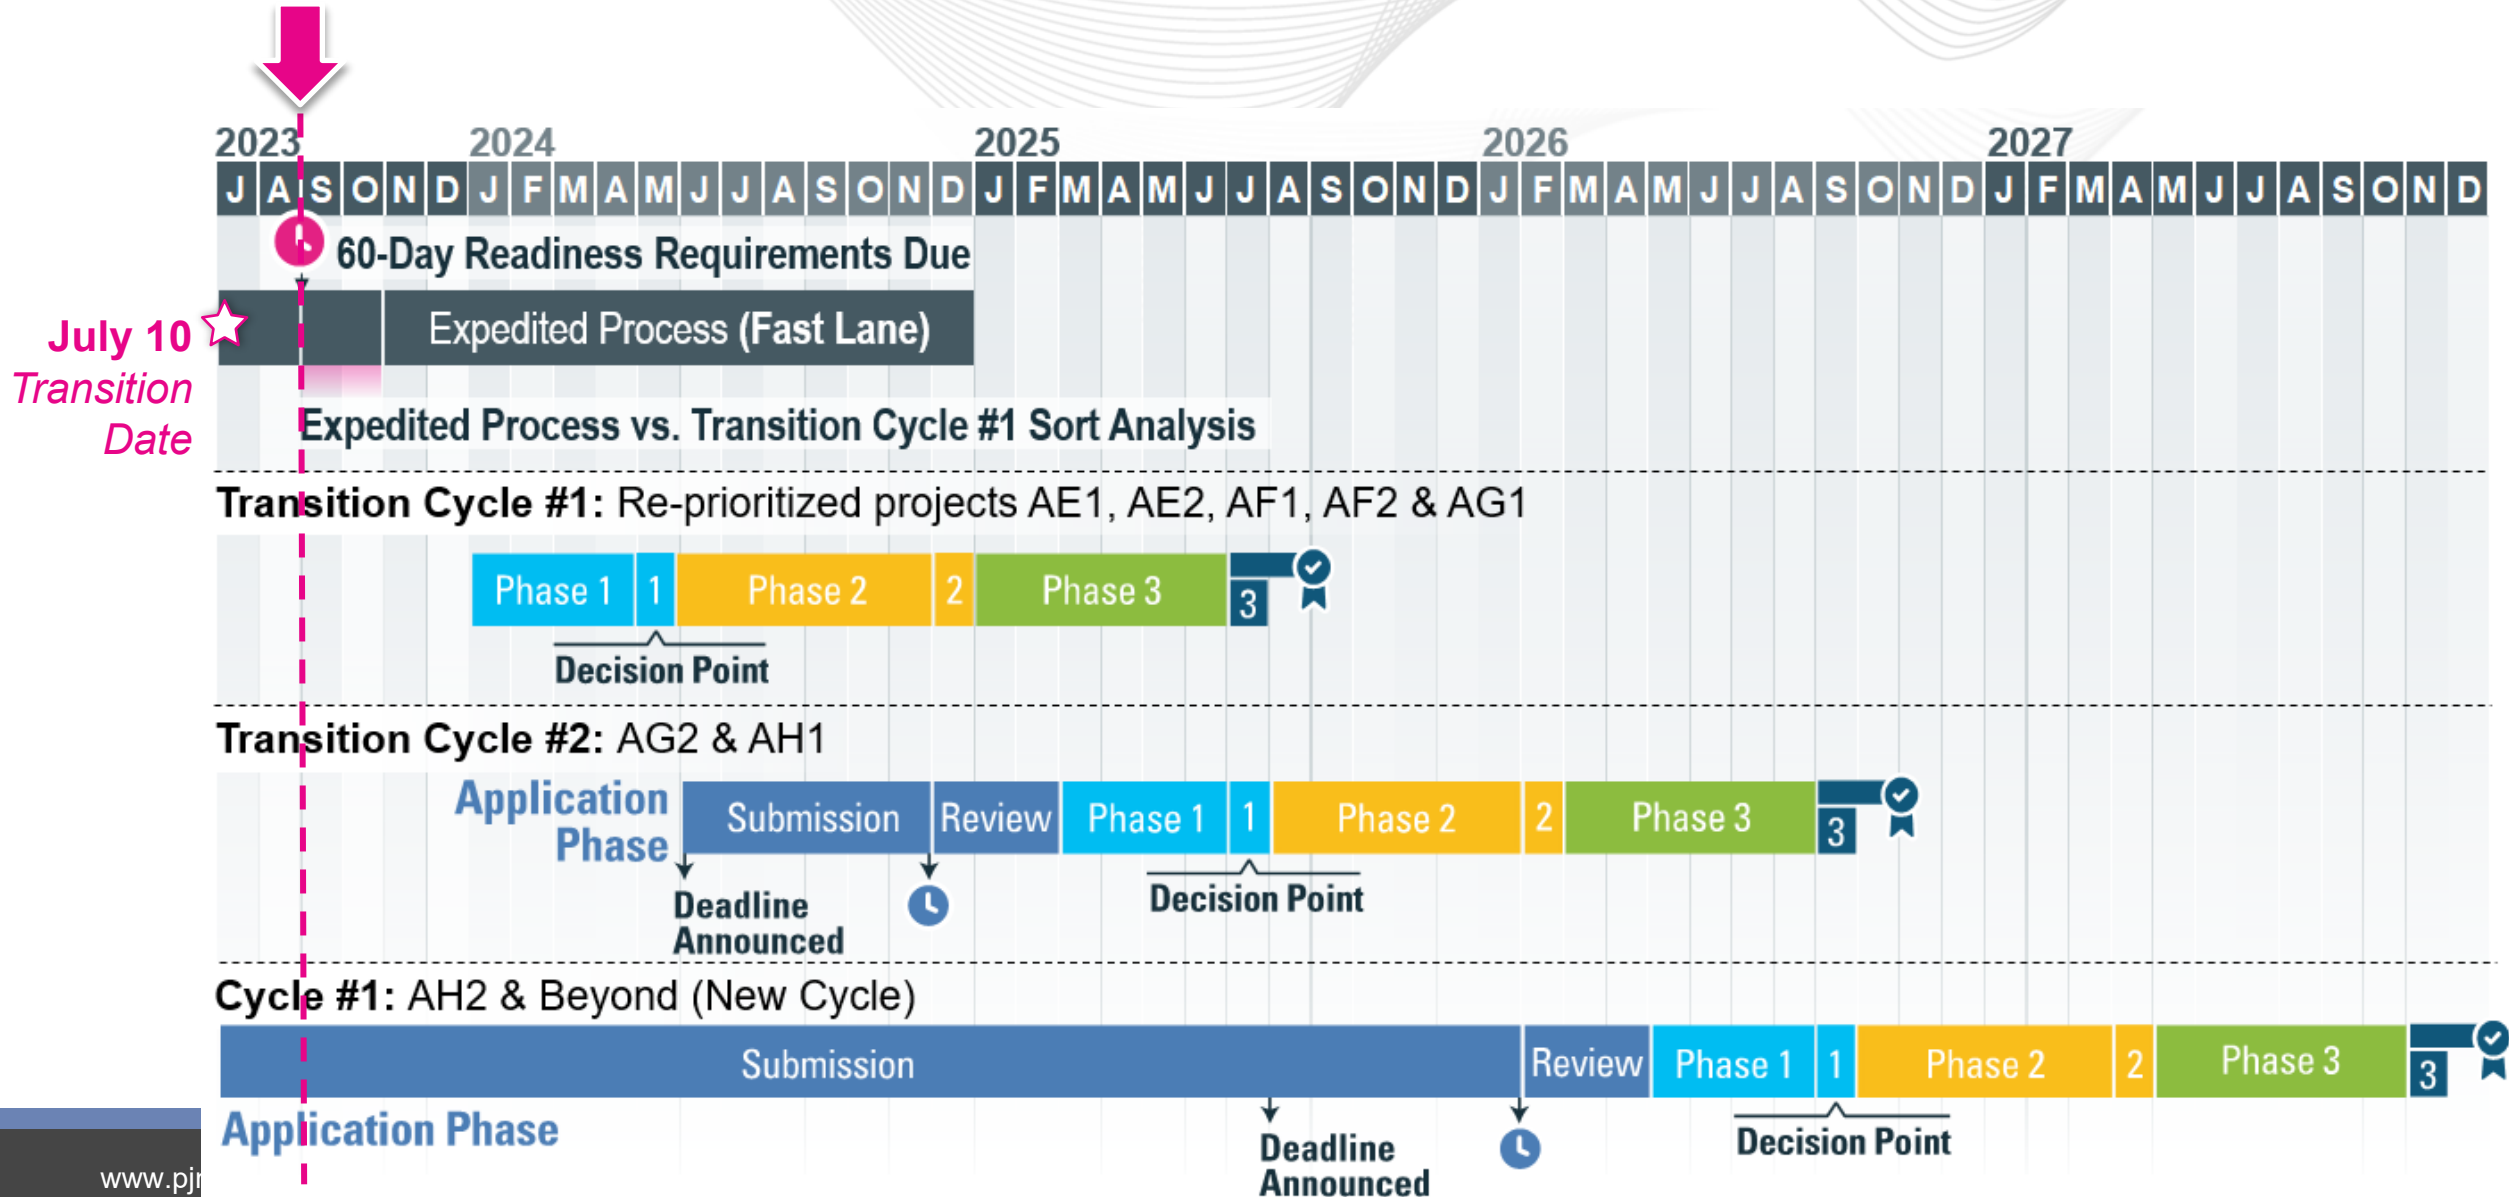 2023 2024 2025 2026 2027
J A S O N D J F M A M J J A S O N D J F M A M J J A S O N D J F M A M J J A S O N D J F M A M J J A S O N D
60-Day Readiness Requirements Due
Expedited Process (Fast Lane)
July 10
Transition
Date
Expedited Process vs. Transition Cycle #1 Sort Analysis
Transition Cycle #1: Re-prioritized projects AE1, AE2, AF1, AF2 & AG1
Phase 1 1 Phase 2 2 Phase 3 3
Decision Point
Transition Cycle #2: AG2 & AH1
Application
Phase
Submission Review Phase 1 1 Phase 2 2 Phase 3 3
Deadline
Announced
Decision Point
Cycle #1: AH2 & Beyond (New Cycle)
Submission Review Phase 1 1 Phase 2 2 Phase 3 3
Application Phase
Deadline
Announced
Decision Point